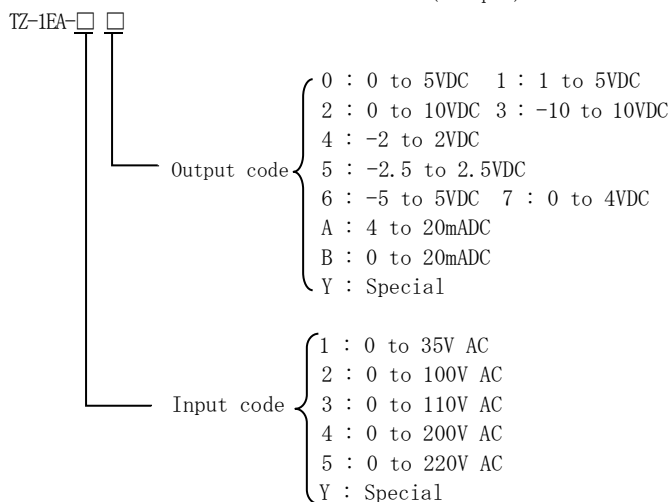 TZ-1EA-□ □
0 : 0 to 5VDC 1 : 1 to 5VDC
2 : 0 to 10VDC 3 : -10 to 10VDC
4 : -2 to 2VDC
Output code
5 : -2.5 to 2.5VDC
6 : -5 to 5VDC 7 : 0 to 4VDC
A : 4 to 20mADC
B : 0 to 20mADC
Y : Special
1 : 0 to 35V AC
2 : 0 to 100V AC
Input code
3 : 0 to 110V AC
4 : 0 to 200V AC
5 : 0 to 220V AC
Y : Special